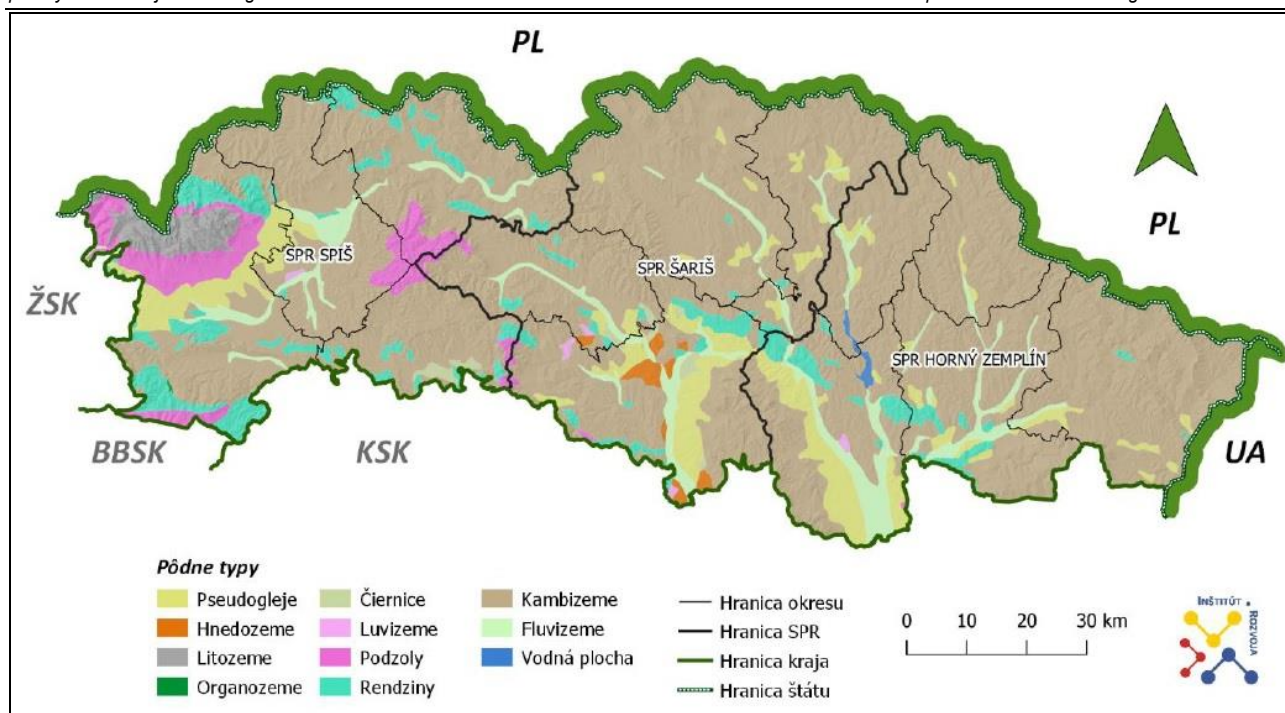 PL
PL
SPR SPIŠ
SPR ŠARIŠ
ŽSK
SPR HORNÝ ZEMPLÍN
BBSK
KSK
UA
Pôdne typy
Pseudogleje
Hnedozeme
Litozeme
Organozeme
Čiernice
Luvizeme
Podzoly
Rendziny
Kambizeme
Fluvizeme
Vodná plocha
Hranica okresu
Hranica SPR
Hranica kraja
Hranica štátu
0 10 20 30 km
INŠTITÚT
ROZVOJA